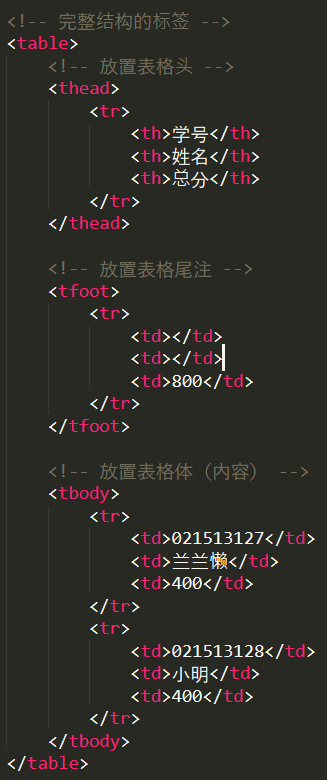 <!-- 完整结构的标签 -->
<table>
<!-- 放置表格头 -->
<thead>
<tr>
<th>学号</th>
<th>姓名</th>
<th>总分</th>
</tr>
</thead>
<!-- 放置表格尾注 -->
<tfoot>
<tr>
<td></td>
<td></td>
<td>800</td>
</tr>
</tfoot>
<!-- 放置表格体（内容） -->
<tbody>
<tr>
<td>021513127</td>
<td>兰兰懒</td>
<td>400</td>
</tr>
<tr>
<td>021513128</td>
<td>小明</td>
<td>400</td>
</tr>
</tbody>
</table>